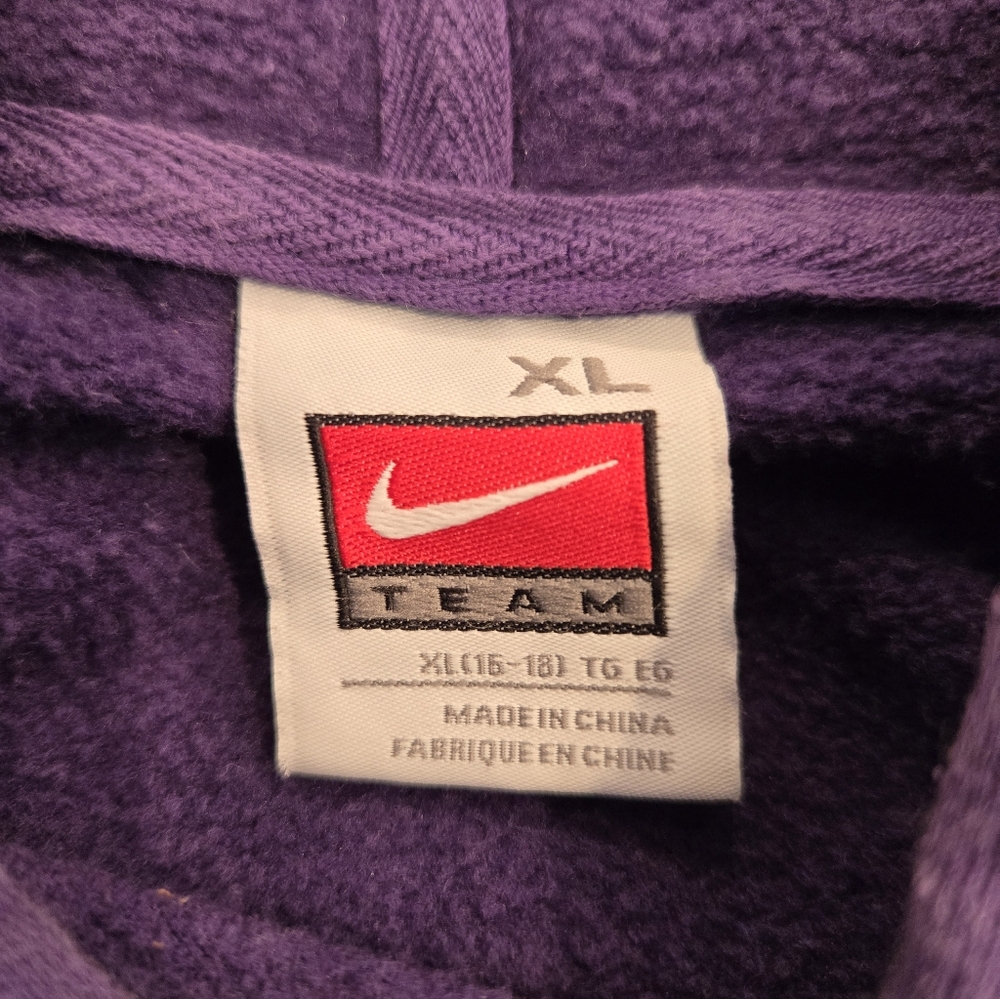 XL
TEAM
XL(16-18) TG EG
MADE IN CHINA
FABRIQUE EN CHINE